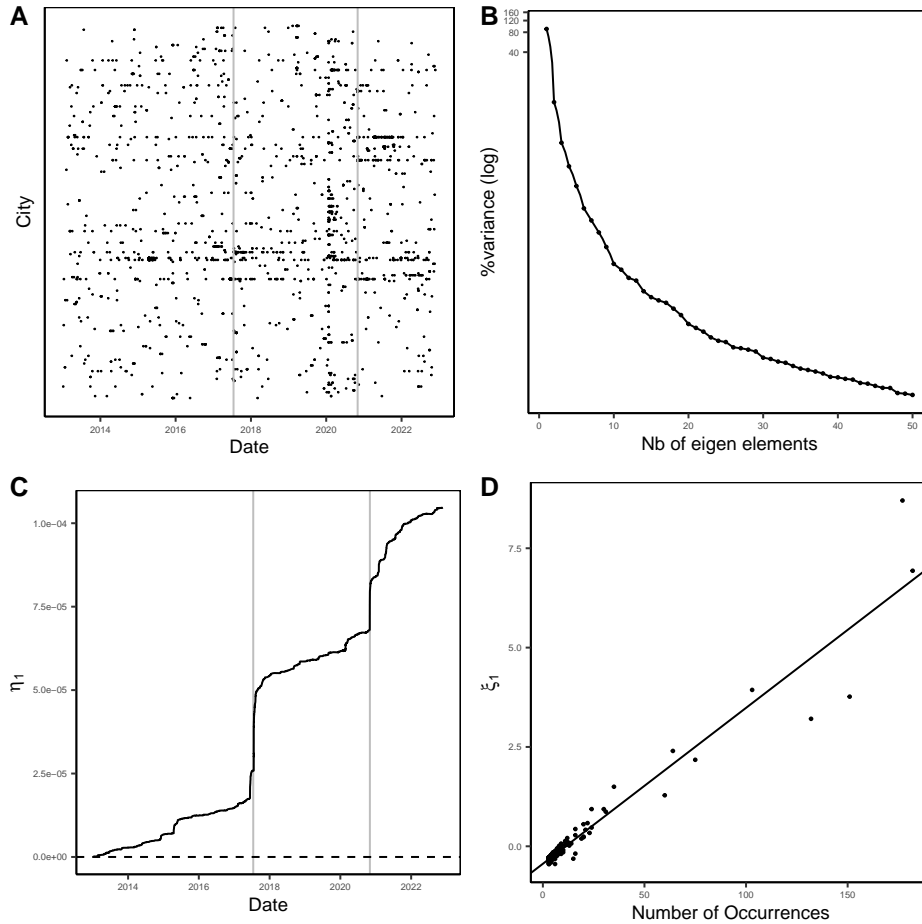 A
City
2014
2016
2018
2020
2022
Date
B
160
120
80
40
%variance (log)
0
10
20
30
40
50
Nb of eigen elements
C
1.0e−04
7.5e−05
5.0e−05
2.5e−05
0.0e+00
η1
2014
2016
2018
2020
2022
Date
D
7.5
5.0
2.5
0.0
ξ1
0
50
100
150
Number of Occurrences